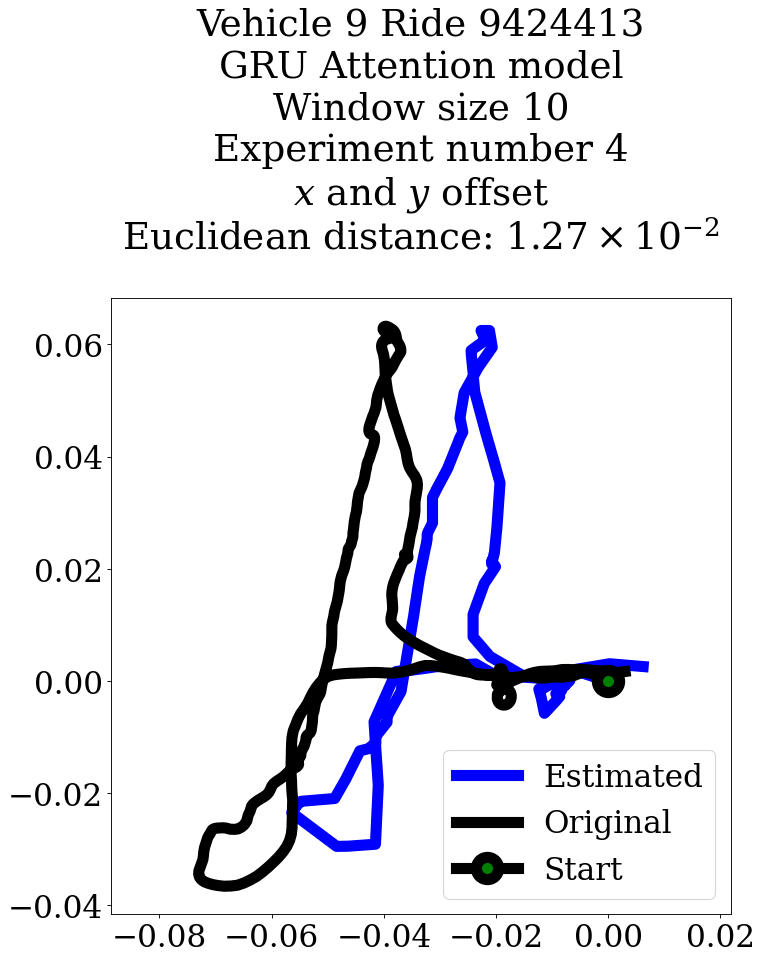 Vehicle 9 Ride 9424413
GRU Attention model
Window size 10
Experiment number 4
x and y offset
Euclidean distance: 1.27 × 10⁻²
0.06
0.04
0.02
0.00
−0.02
−0.04
Estimated
Original
Start
−0.08 −0.06 −0.04 −0.02 0.00 0.02